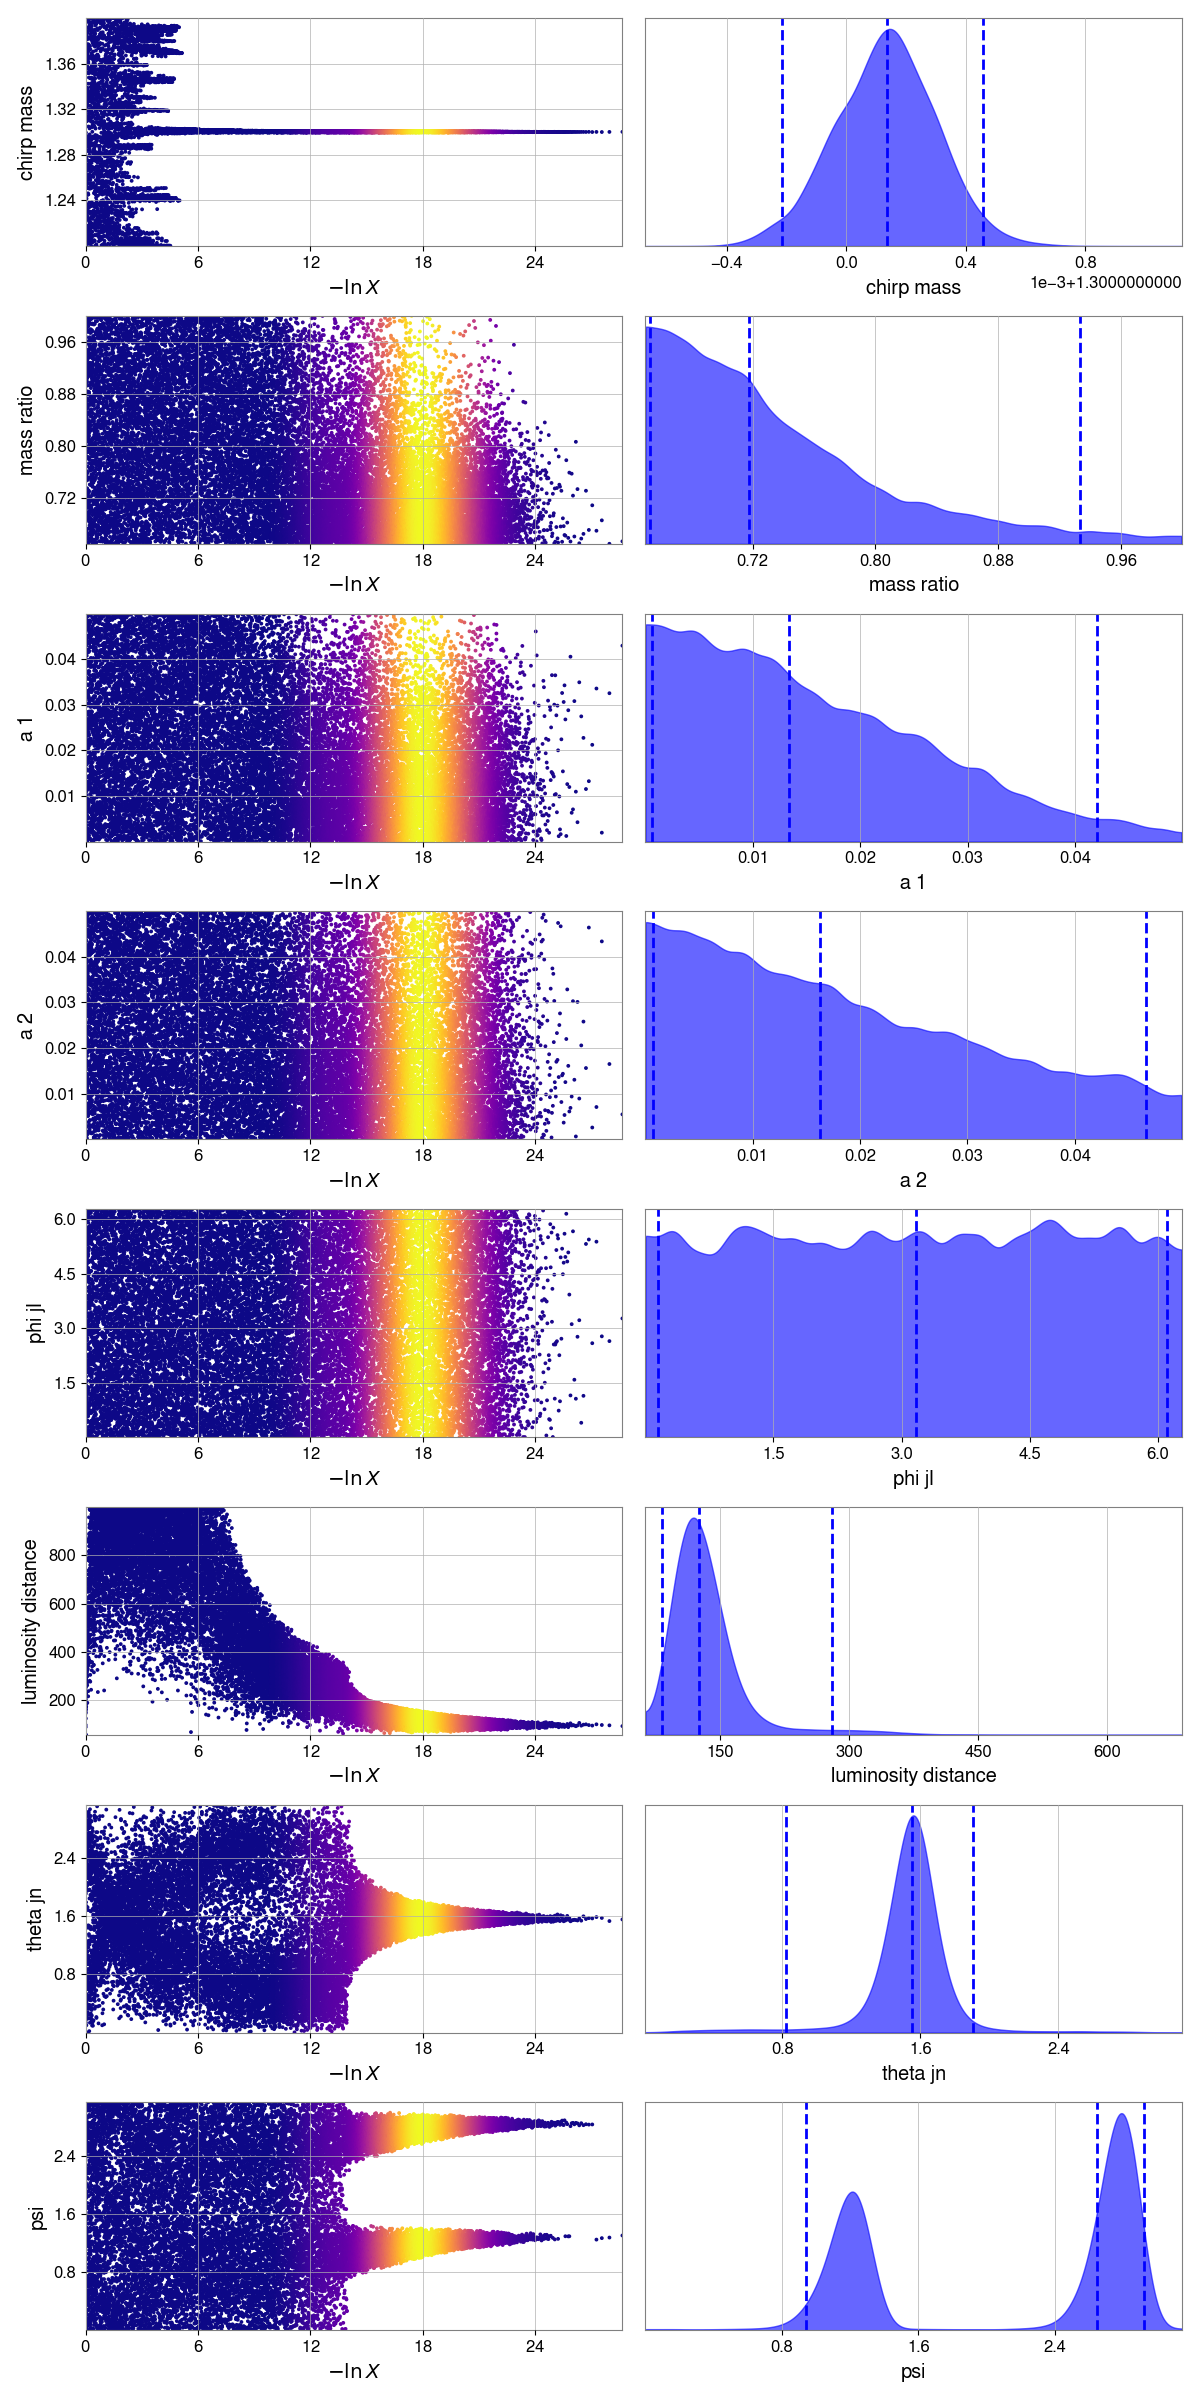 chirp mass
1.36
1.32
1.28
1.24
0 6 12 18 24
−ln X
−0.4 0.0 0.4 0.8
1e−3+1.3000000000
chirp mass
mass ratio
0.96
0.88
0.80
0.72
0 6 12 18 24
−ln X
0.72 0.80 0.88 0.96
mass ratio
a 1
0.04
0.03
0.02
0.01
0 6 12 18 24
−ln X
0.01 0.02 0.03 0.04
a 1
a 2
0.04
0.03
0.02
0.01
0 6 12 18 24
−ln X
0.01 0.02 0.03 0.04
a 2
phi jl
6.0
4.5
3.0
1.5
0 6 12 18 24
−ln X
1.5 3.0 4.5 6.0
phi jl
luminosity distance
800
600
400
200
0 6 12 18 24
−ln X
150 300 450 600
luminosity distance
theta jn
2.4
1.6
0.8
0 6 12 18 24
−ln X
0.8 1.6 2.4
theta jn
psi
2.4
1.6
0.8
0 6 12 18 24
−ln X
0.8 1.6 2.4
psi